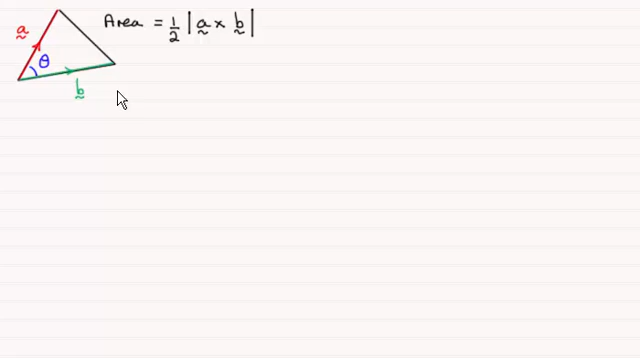 a
θ
b
Area = 1/2 |a × b|